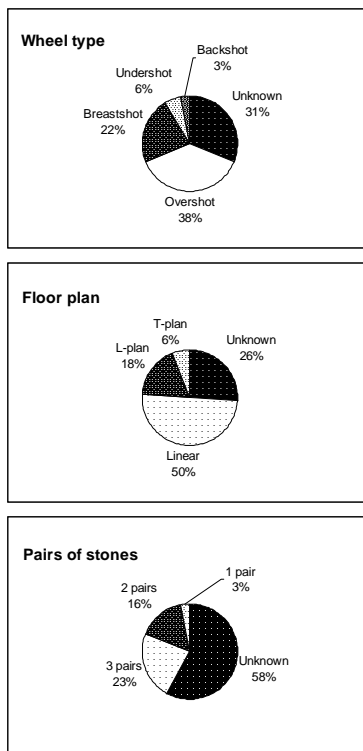 Wheel type
Backshot
3%
Undershot
6%
Unknown
31%
Breastshot
22%
Overshot
38%
Floor plan
T-plan
6%
Unknown
26%
L-plan
18%
Linear
50%
Pairs of stones
1 pair
3%
2 pairs
16%
Unknown
58%
3 pairs
23%